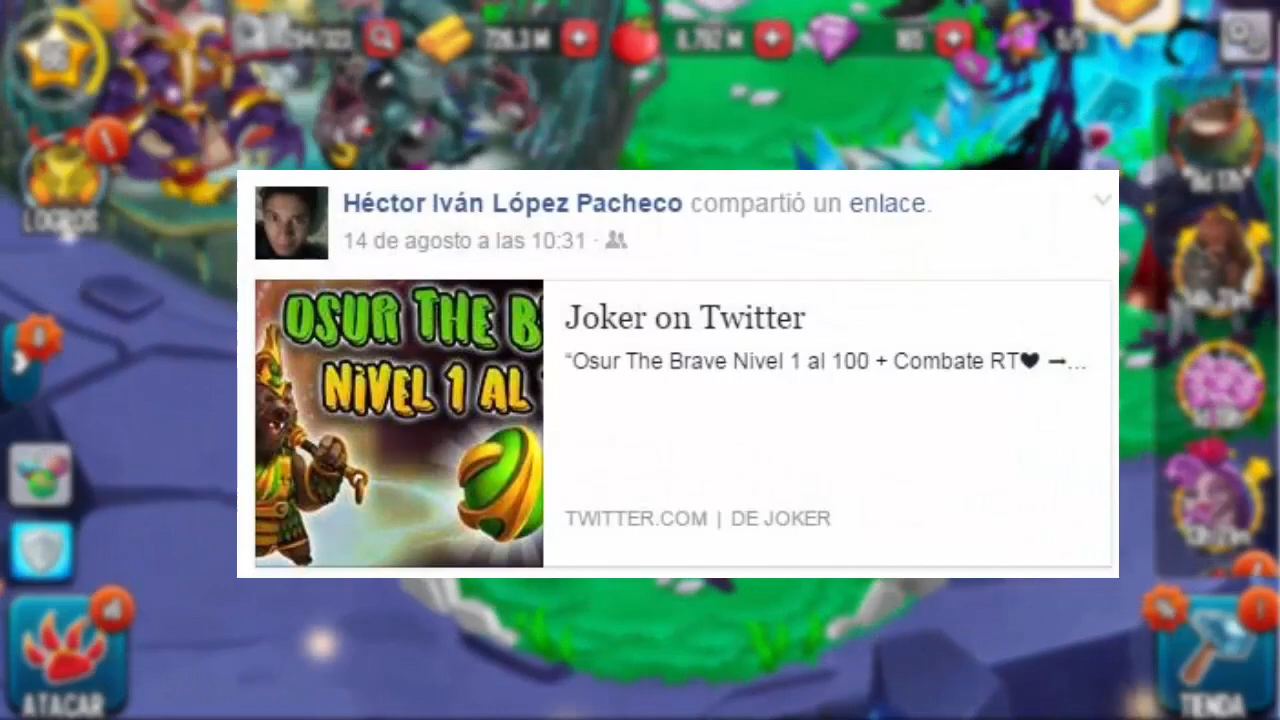 LOGROS
Héctor Iván López Pacheco compartió un enlace.
14 de agosto a las 10:31 ·
OSUR THE B
NIVEL 1 AL
Joker on Twitter
“Osur The Brave Nivel 1 al 100 + Combate RT♥ ➞...
TWITTER.COM | DE JOKER
ATACAR
TIENDA